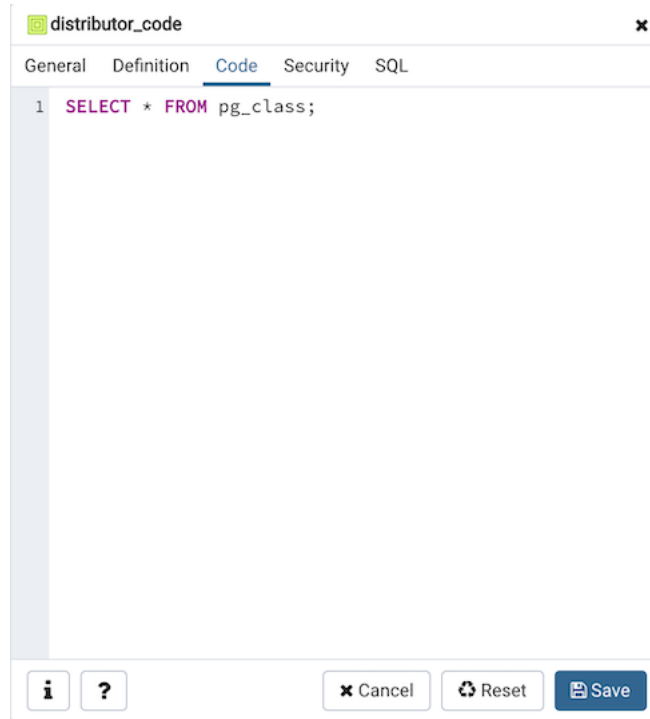 distributor_code
General Definition Code Security SQL
1 SELECT * FROM pg_class;
i ? Cancel Reset Save